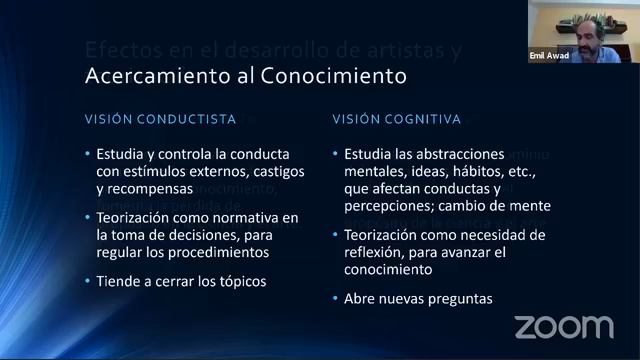 Efectos en el desarrollo de artistas y
Acercamiento al Conocimiento
Emil Awad
VISIÓN CONDUCTISTA
• Estudia y controla la conducta
con estímulos externos, castigos
y recompensas
• Teorización como normativa en
la toma de decisiones, para
regular los procedimientos
• Tiende a cerrar los tópicos
VISIÓN COGNITIVA
• Estudia las abstracciones
mentales, ideas, hábitos, etc.,
que afectan conductas y
percepciones; cambio de mente
• Teorización como necesidad de
reflexión, para avanzar el
conocimiento
• Abre nuevas preguntas
zoom